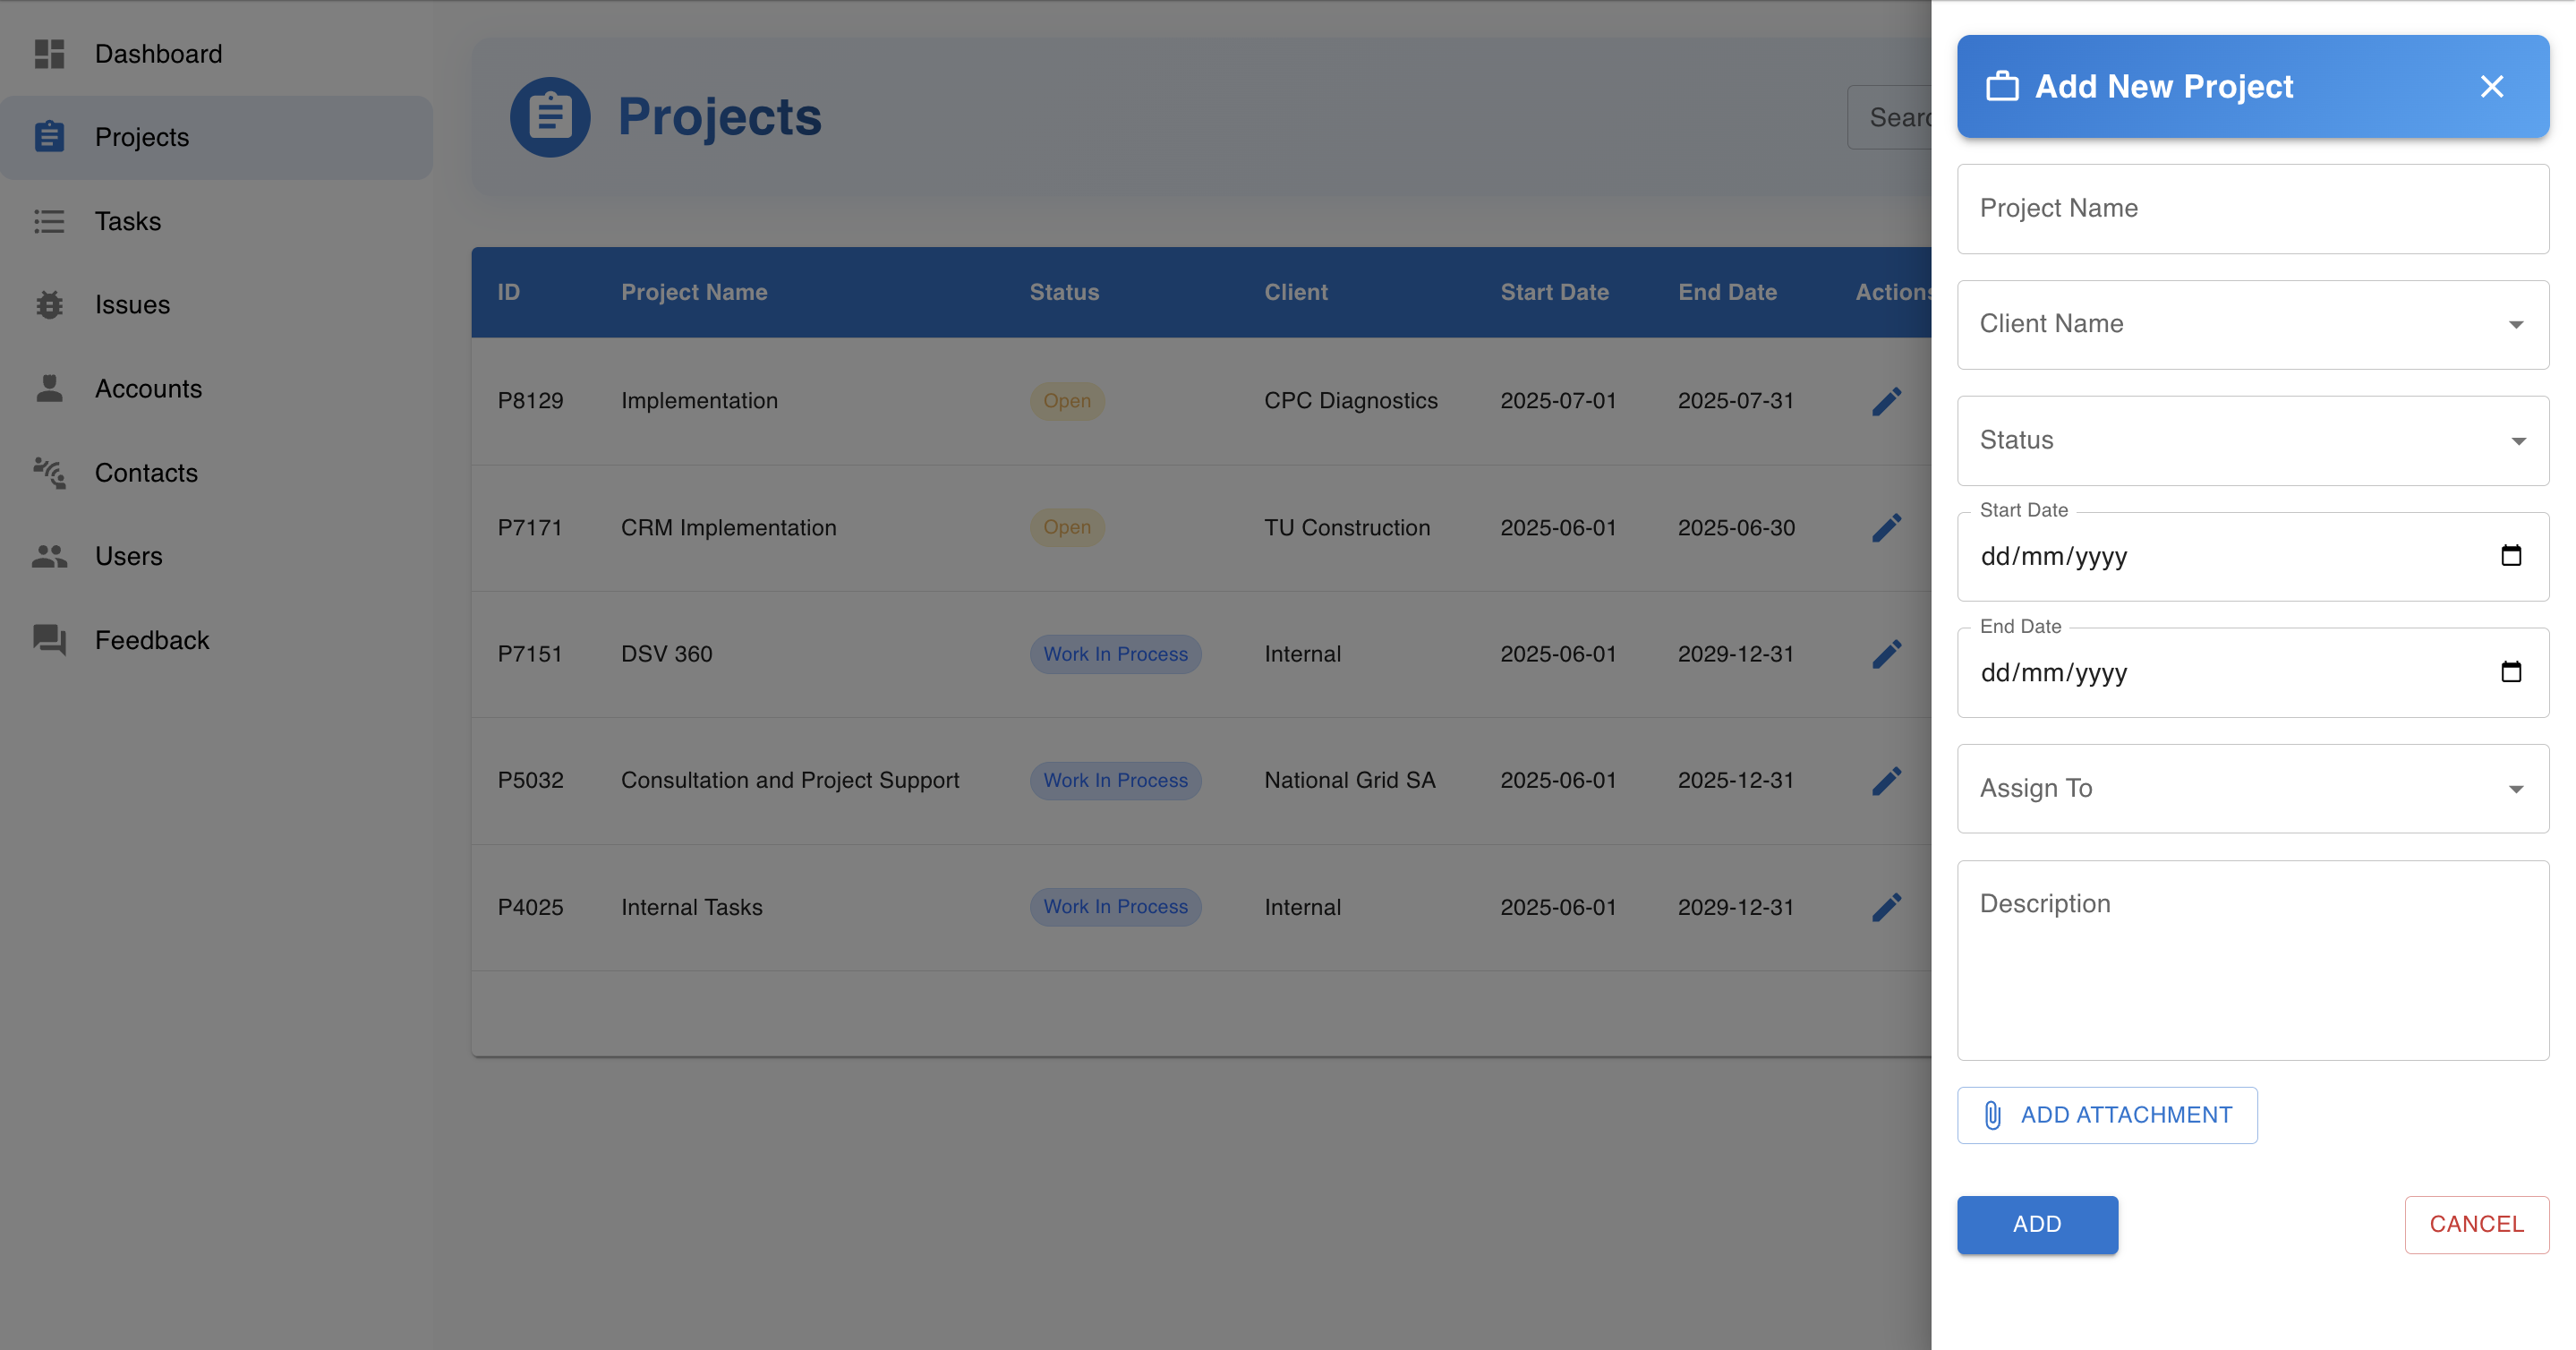 Dashboard
Projects
Tasks
Issues
Accounts
Contacts
Users
Feedback
Projects
ID Project Name Status Client Start Date End Date Actions
P8129 Implementation Open CPC Diagnostics 2025-07-01 2025-07-31
P7171 CRM Implementation Open TU Construction 2025-06-01 2025-06-30
P7151 DSV 360 Work In Process Internal 2025-06-01 2029-12-31
P5032 Consultation and Project Support Work In Process National Grid SA 2025-06-01 2025-12-31
P4025 Internal Tasks Work In Process Internal 2025-06-01 2029-12-31
Add New Project
Project Name
Client Name
Status
Start Date
dd/mm/yyyy
End Date
dd/mm/yyyy
Assign To
Description
ADD ATTACHMENT
ADD
CANCEL